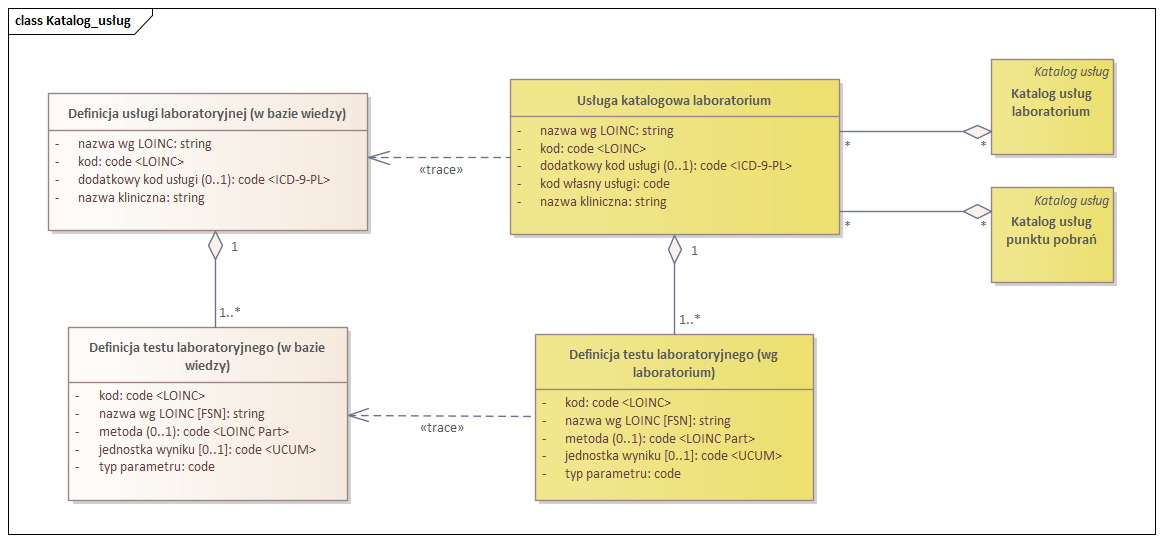 class Katalog_usług
Definicja usługi laboratoryjnej (w bazie wiedzy)
- nazwa wg LOINC: string
- kod: code <LOINC>
- dodatkowy kod usługi (0..1): code <ICD-9-PL>
- nazwa kliniczna: string
«trace»
Usługa katalogowa laboratorium
- nazwa wg LOINC: string
- kod: code <LOINC>
- dodatkowy kod usługi (0..1): code <ICD-9-PL>
- kod własny usługi: code
- nazwa kliniczna: string
* *
Katalog usług
Katalog usług
laboratorium
* *
Katalog usług
Katalog usług
punktu pobrań
1
1..*
1
1..*
Definicja testu laboratoryjnego (w bazie
wiedzy)
- kod: code <LOINC>
- nazwa wg LOINC [FSN]: string
- metoda (0..1): code <LOINC Part>
- jednostka wyniku [0..1]: code <UCUM>
- typ parametru: code
«trace»
Definicja testu laboratoryjnego (wg
laboratorium)
- kod: code <LOINC>
- nazwa wg LOINC [FSN]: string
- metoda (0..1): code <LOINC Part>
- jednostka wyniku [0..1]: code <UCUM>
- typ parametru: code